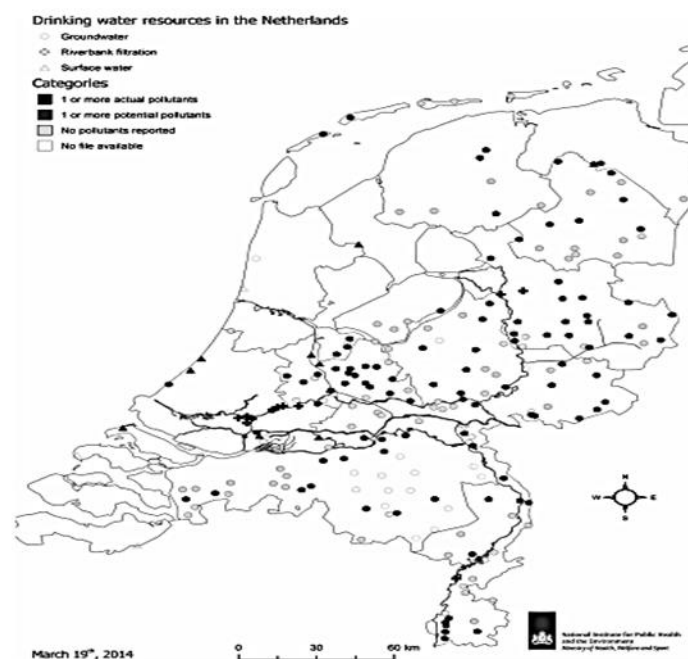 Drinking water resources in the Netherlands
Groundwater
Riverbank filtration
Surface water
Categories
1 or more actual pollutants
1 or more potential pollutants
No pollutants reported
No file available
N
W E
S
National Institute for Public Health
and the Environment
Ministry of Health, Welfare and Sport
March 19th, 2014
0 30 60 km